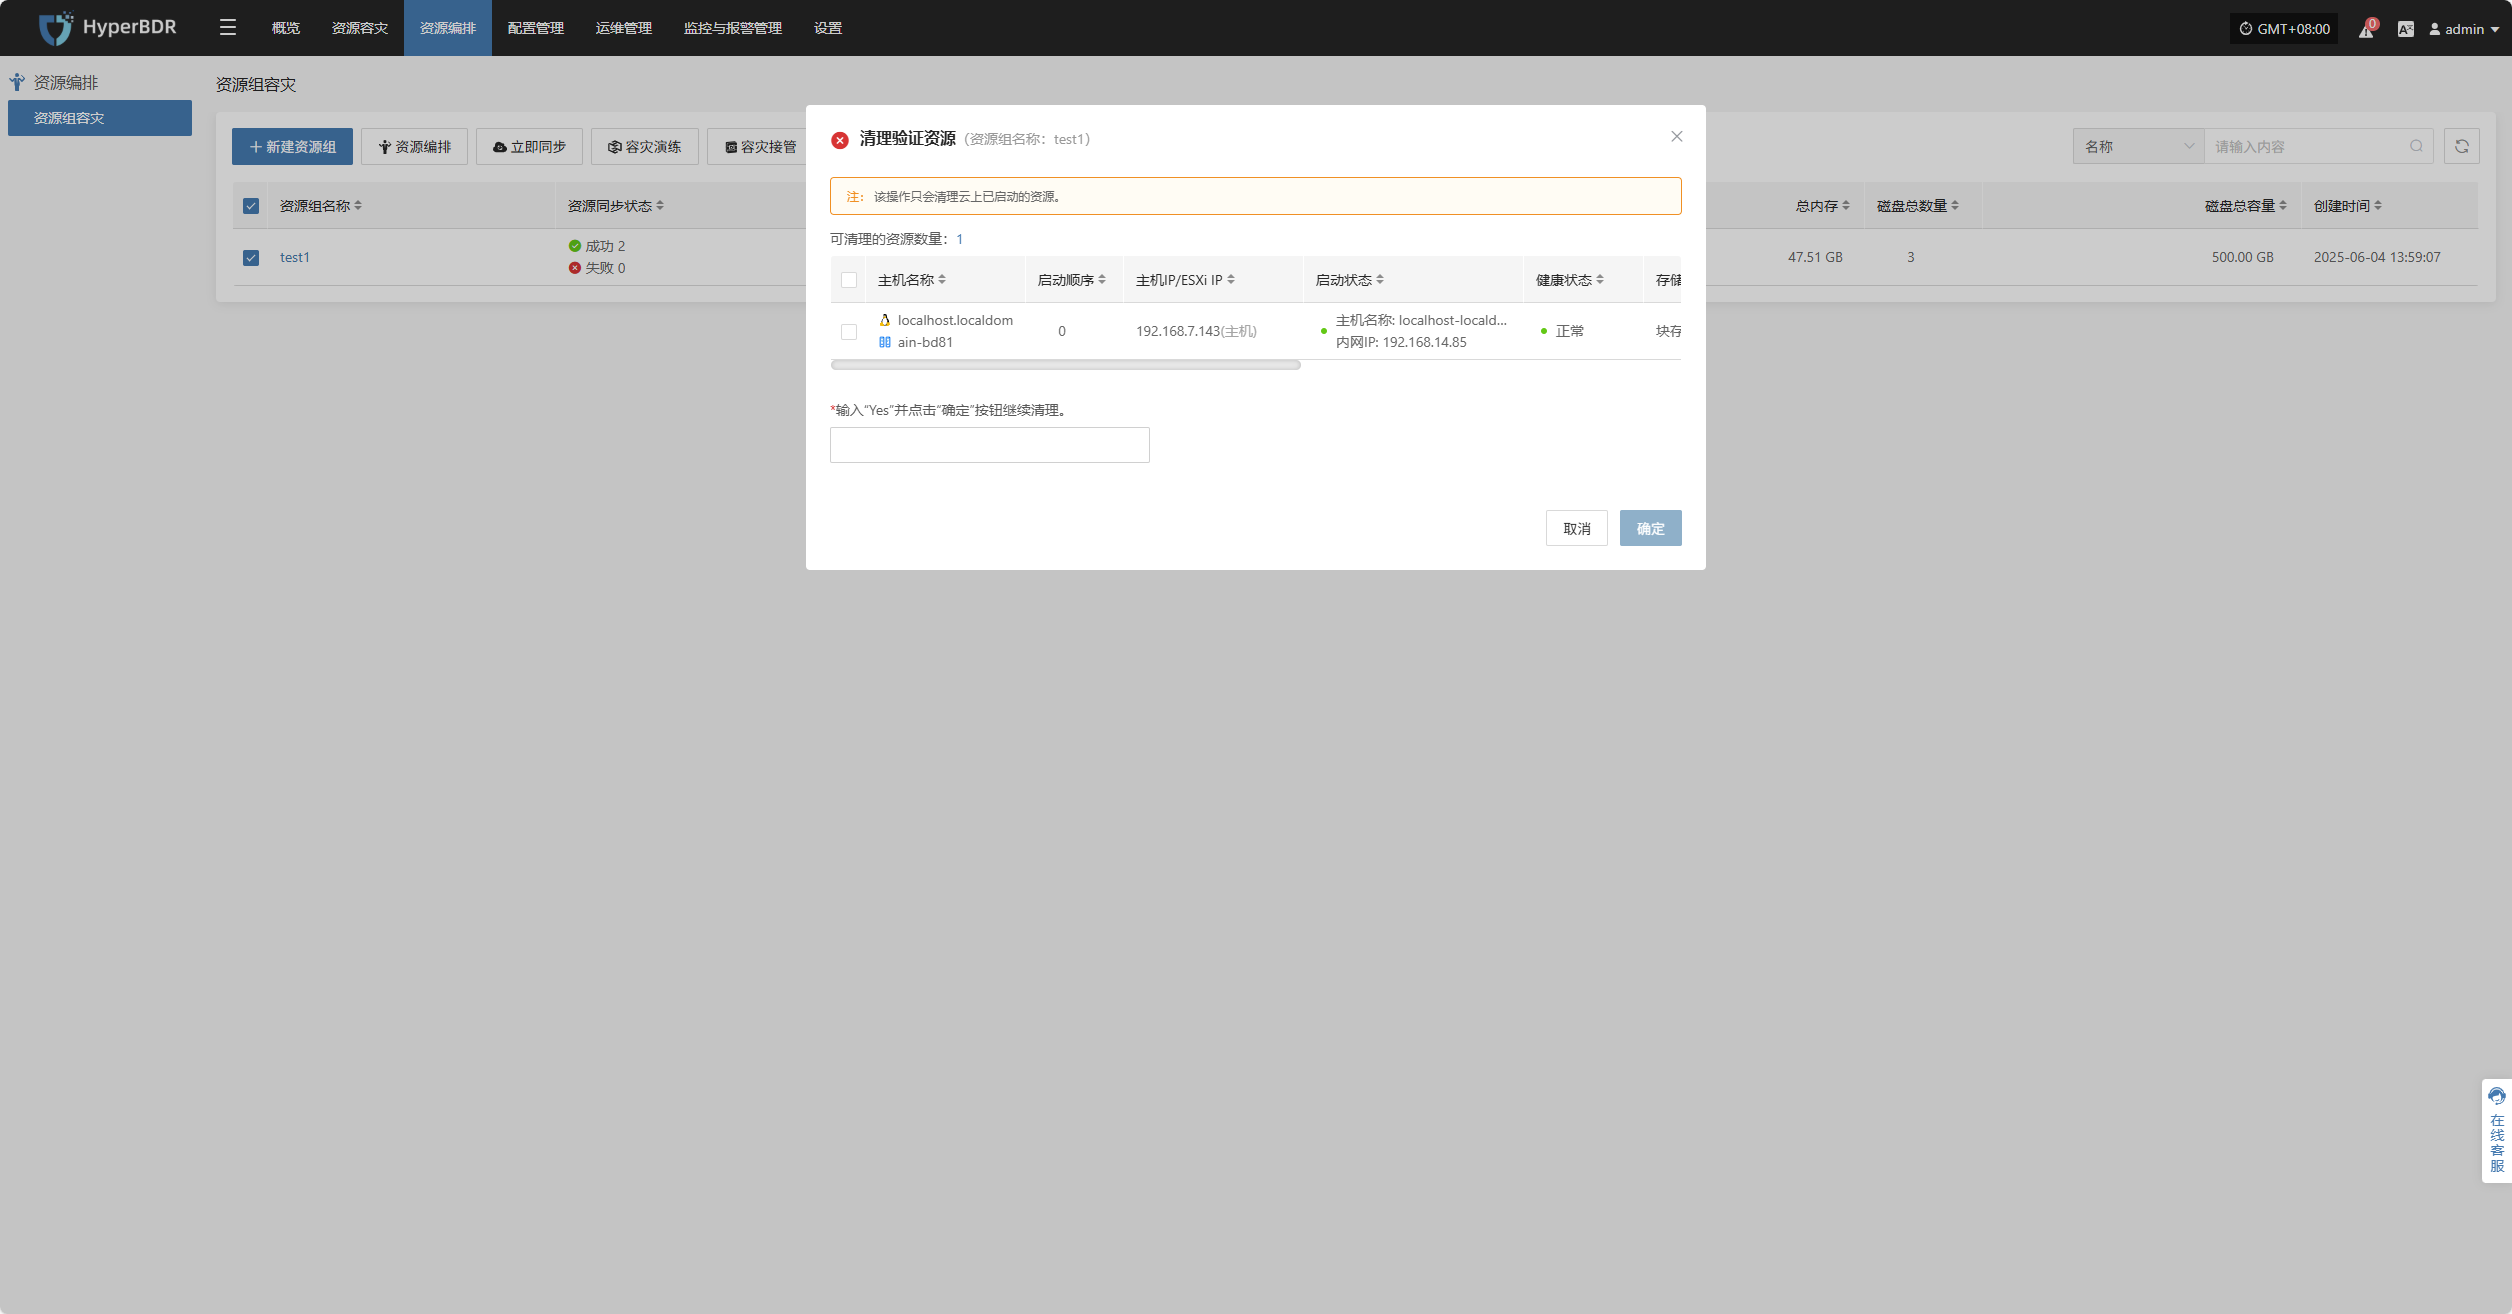 HyperBDR
概览
资源容灾
资源编排
配置管理
运维管理
监控与报警管理
设置
GMT+08:00
0
admin
资源编排
资源组容灾
资源组容灾
新建资源组
资源编排
立即同步
容灾演练
容灾接管
名称
请输入内容
资源组名称
资源同步状态
总内存
磁盘总数量
磁盘总容量
创建时间
test1
成功 2
失败 0
47.51 GB
3
500.00 GB
2025-06-04 13:59:07
清理验证资源（资源组名称：test1）
注： 该操作只会清理云上已启动的资源。
可清理的资源数量：1
主机名称
启动顺序
主机IP/ESXi IP
启动状态
健康状态
存储
localhost.localdom
ain-bd81
0
192.168.7.143(主机)
主机名称: localhost-locald...
内网IP: 192.168.14.85
正常
块存
*输入“Yes”并点击“确定”按钮继续清理。
取消
确定
在线客服